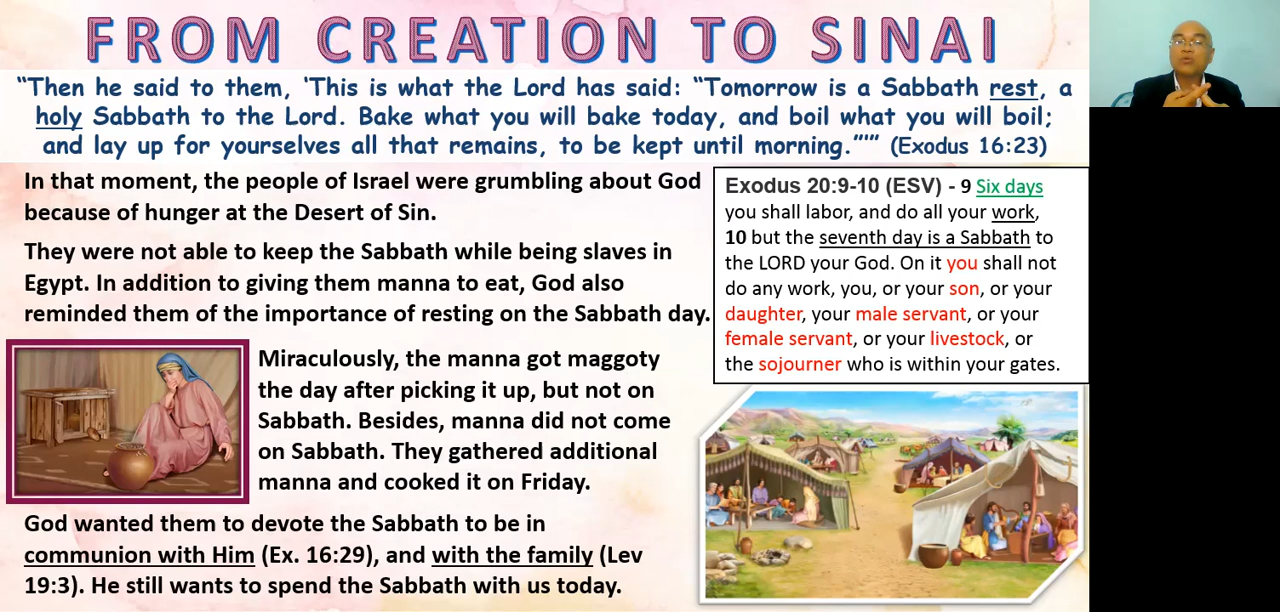 FROM CREATION TO SINAI
“Then he said to them, ‘This is what the Lord has said: “Tomorrow is a Sabbath rest, a
holy Sabbath to the Lord. Bake what you will bake today, and boil what you will boil;
and lay up for yourselves all that remains, to be kept until morning.”’” (Exodus 16:23)
In that moment, the people of Israel were grumbling about God
because of hunger at the Desert of Sin.
They were not able to keep the Sabbath while being slaves in
Egypt. In addition to giving them manna to eat, God also
reminded them of the importance of resting on the Sabbath day.
Miraculously, the manna got maggoty
the day after picking it up, but not on
Sabbath. Besides, manna did not come
on Sabbath. They gathered additional
manna and cooked it on Friday.
God wanted them to devote the Sabbath to be in
communion with Him (Ex. 16:29), and with the family (Lev
19:3). He still wants to spend the Sabbath with us today.
Exodus 20:9-10 (ESV) - 9 Six days
you shall labor, and do all your work,
10 but the seventh day is a Sabbath to
the LORD your God. On it you shall not
do any work, you, or your son, or your
daughter, your male servant, or your
female servant, or your livestock, or
the sojourner who is within your gates.